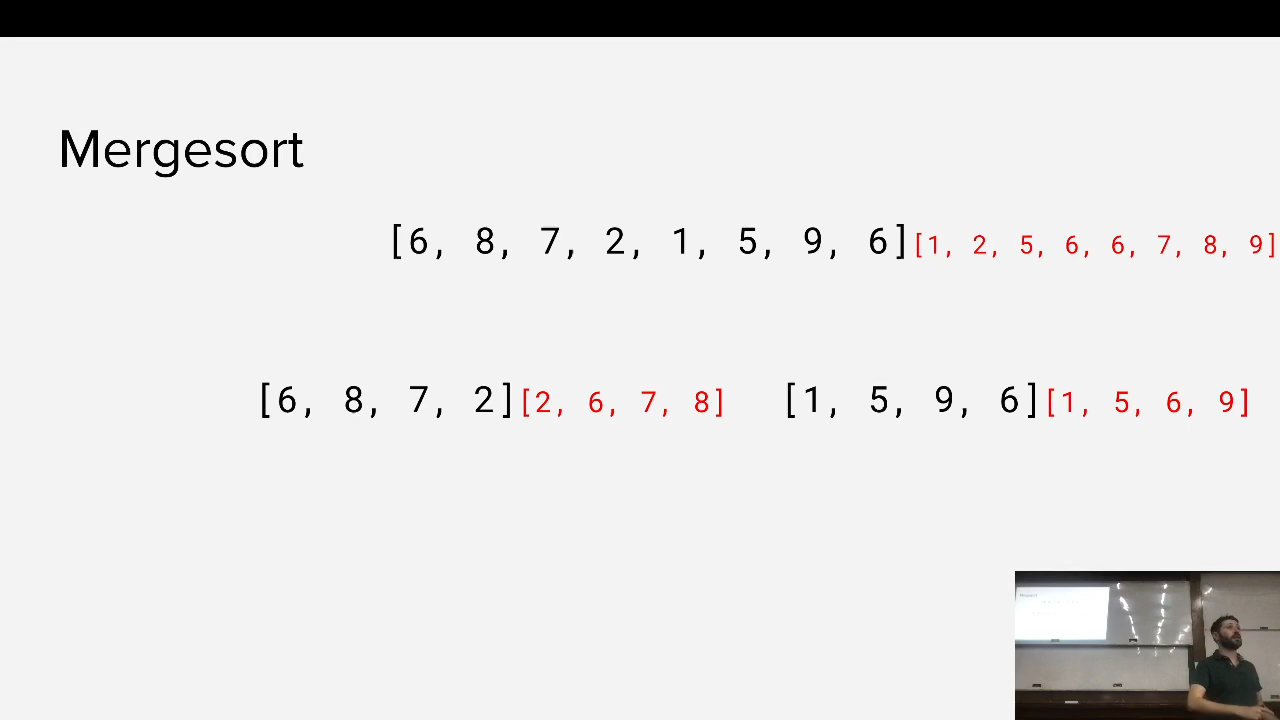 Mergesort
[6, 8, 7, 2, 1, 5, 9, 6][1, 2, 5, 6, 6, 7, 8, 9]
[6, 8, 7, 2][2, 6, 7, 8] [1, 5, 9, 6][1, 5, 6, 9]